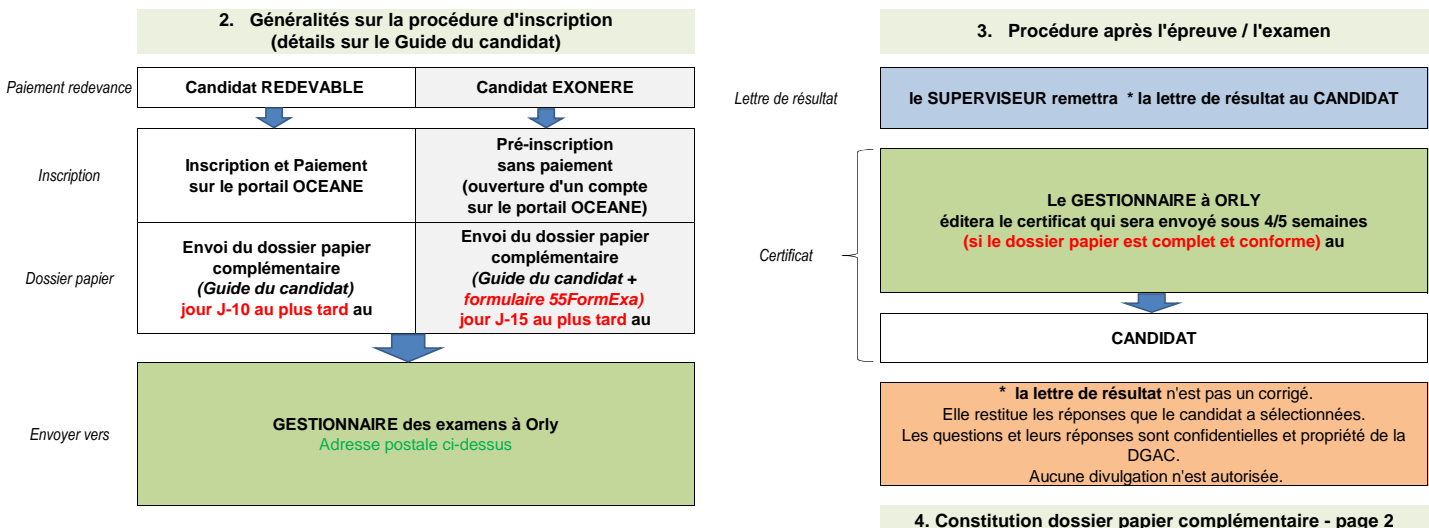 2. Généralités sur la procédure d'inscription
(détails sur le Guide du candidat)
Paiement redevance
Candidat REDEVABLE
Candidat EXONERE
Inscription
Inscription et Paiement
sur le portail OCEANE
Pré-inscription
sans paiement
(ouverture d'un compte
sur le portail OCEANE)
Dossier papier
Envoi du dossier papier
complémentaire
(Guide du candidat)
jour J-10 au plus tard au
Envoi du dossier papier
complémentaire
(Guide du candidat +
formulaire 55FormExa)
jour J-15 au plus tard au
Envoyer vers
GESTIONNAIRE des examens à Orly
Adresse postale ci-dessus
3. Procédure après l'épreuve / l'examen
Lettre de résultat
le SUPERVISEUR remettra * la lettre de résultat au CANDIDAT
Certificat
Le GESTIONNAIRE à ORLY
éditera le certificat qui sera envoyé sous 4/5 semaines
(si le dossier papier est complet et conforme) au
CANDIDAT
* la lettre de résultat n'est pas un corrigé.
Elle restitue les réponses que le candidat a sélectionnées.
Les questions et leurs réponses sont confidentielles et propriété de la
DGAC.
Aucune divulgation n'est autorisée.
4. Constitution dossier papier complémentaire - page 2